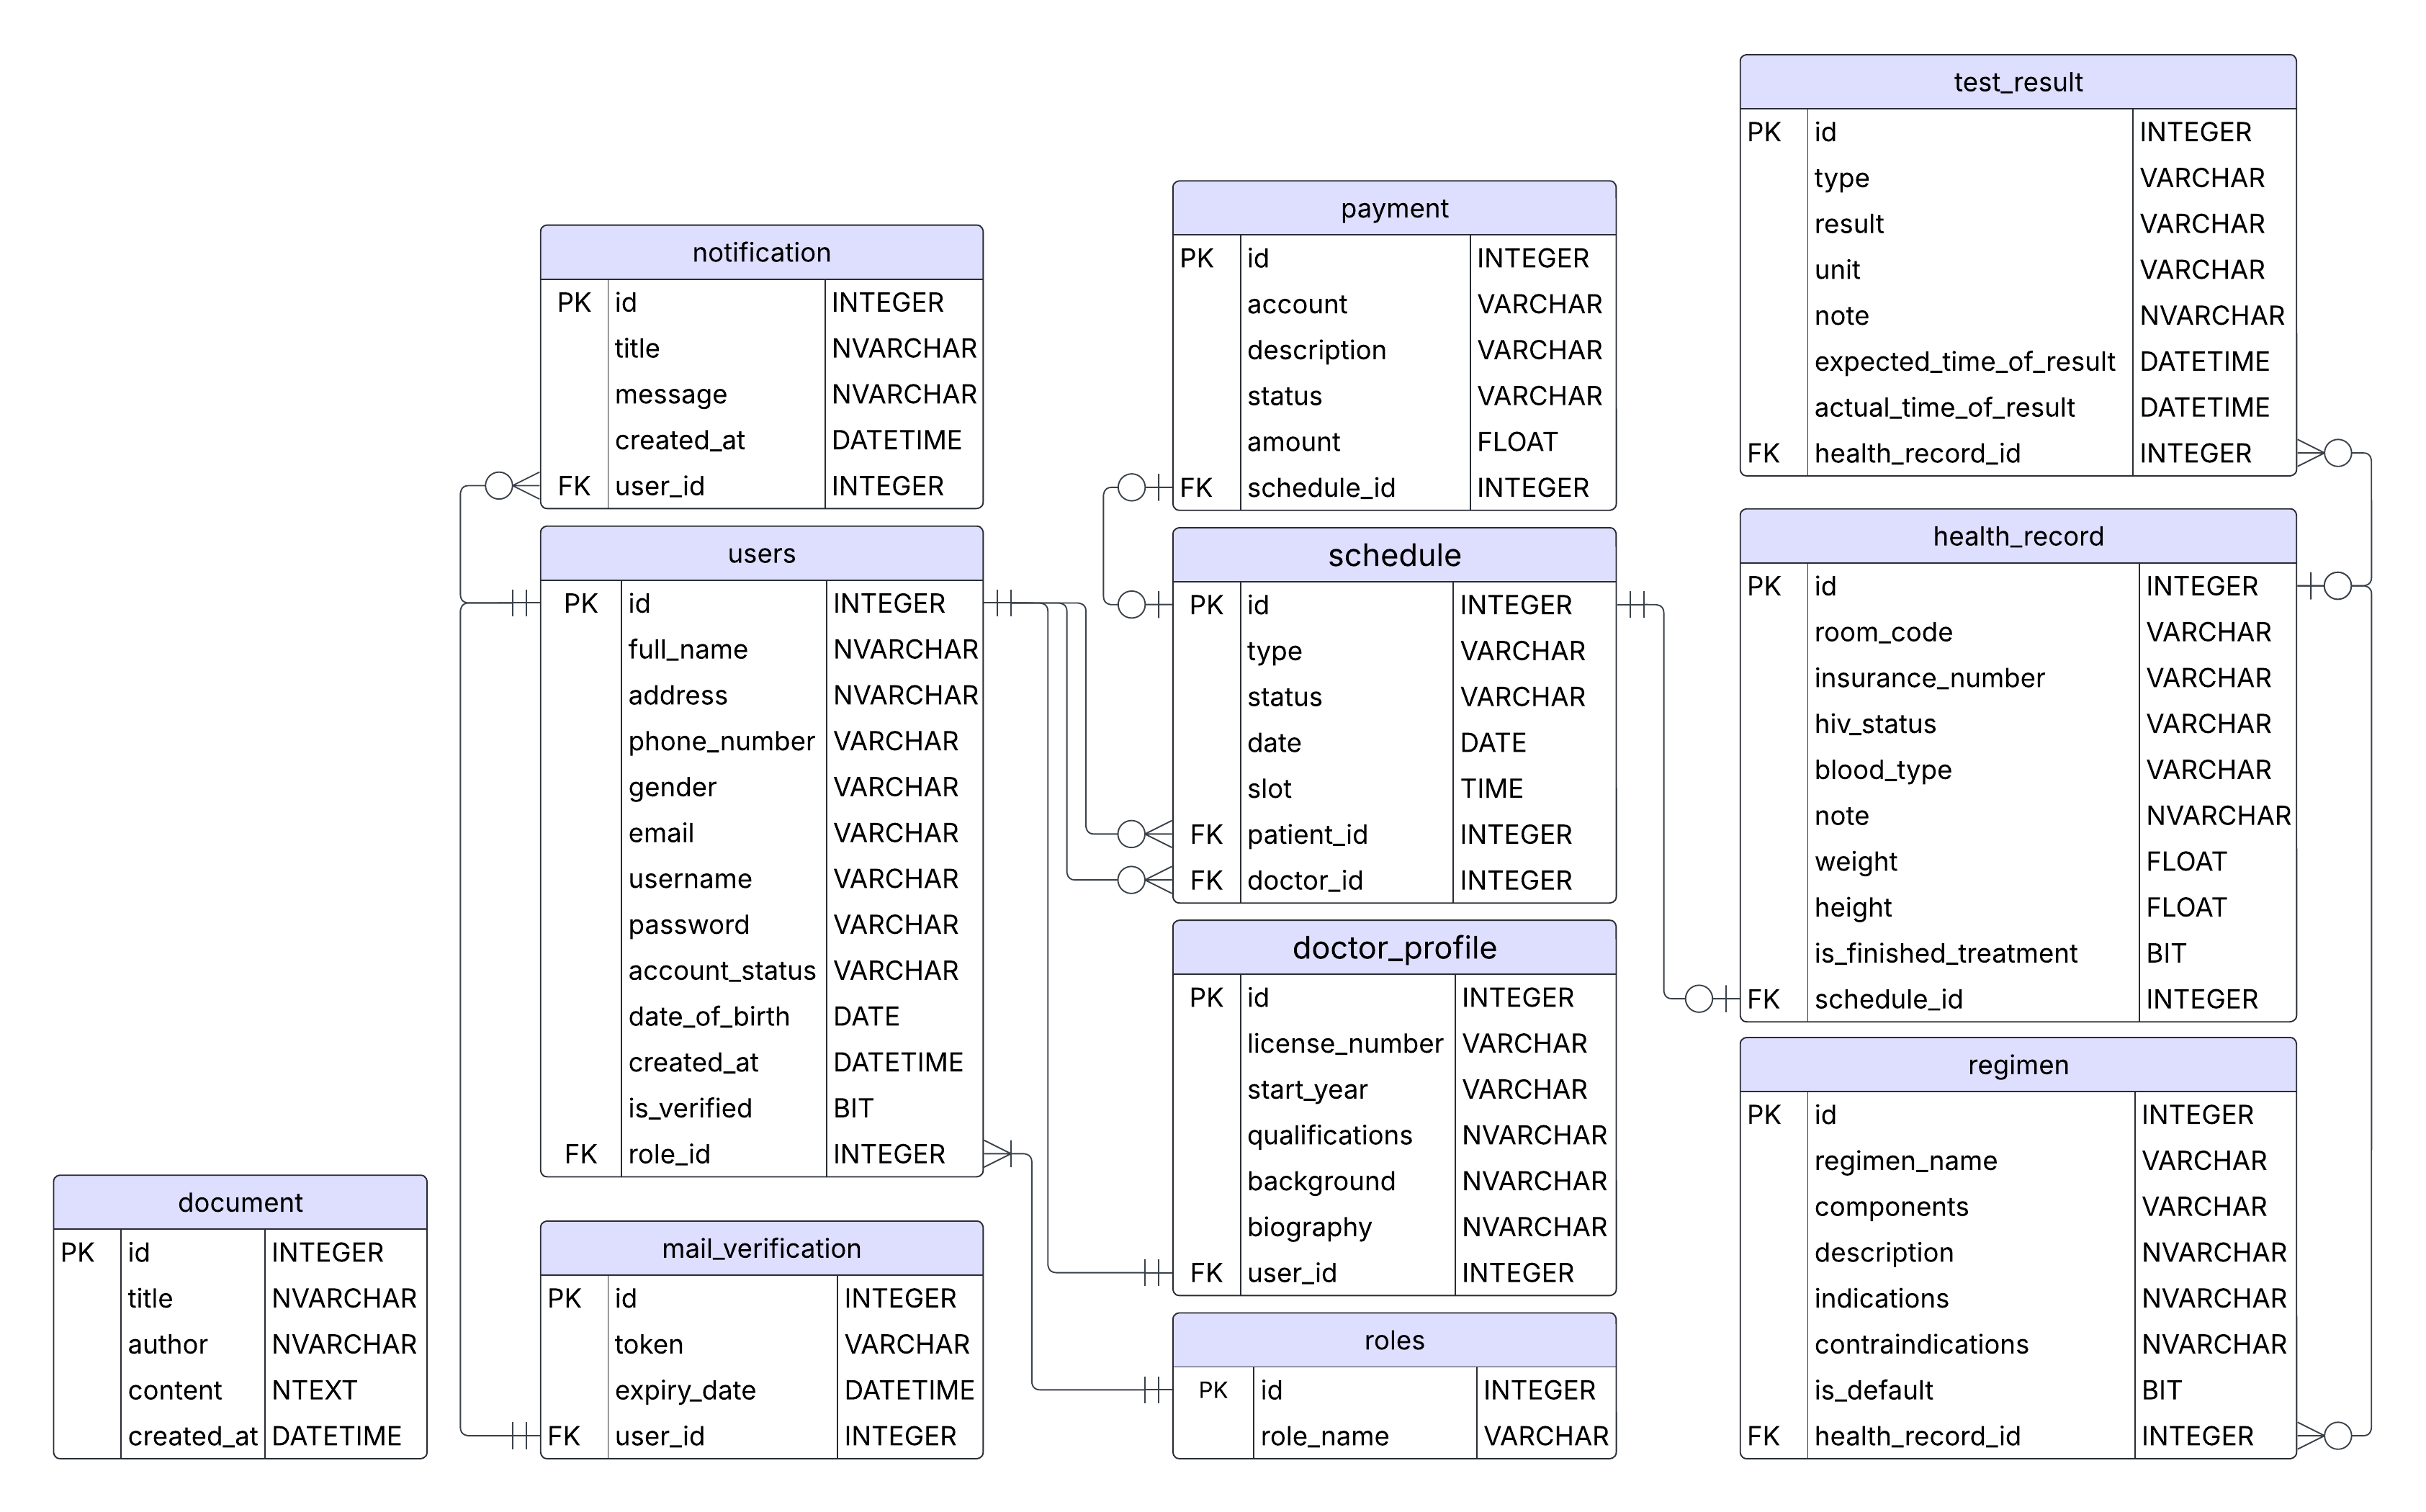 test_result
PK id INTEGER
type VARCHAR
result VARCHAR
unit VARCHAR
note NVARCHAR
expected_time_of_result DATETIME
actual_time_of_result DATETIME
FK health_record_id INTEGER
payment
PK id INTEGER
account VARCHAR
description VARCHAR
status VARCHAR
amount FLOAT
FK schedule_id INTEGER
notification
PK id INTEGER
title NVARCHAR
message NVARCHAR
created_at DATETIME
FK user_id INTEGER
users
PK id INTEGER
full_name NVARCHAR
address NVARCHAR
phone_number VARCHAR
gender VARCHAR
email VARCHAR
username VARCHAR
password VARCHAR
account_status VARCHAR
date_of_birth DATE
created_at DATETIME
is_verified BIT
FK role_id INTEGER
schedule
PK id INTEGER
type VARCHAR
status VARCHAR
date DATE
slot TIME
FK patient_id INTEGER
FK doctor_id INTEGER
health_record
PK id INTEGER
room_code VARCHAR
insurance_number VARCHAR
hiv_status VARCHAR
blood_type VARCHAR
note NVARCHAR
weight FLOAT
height FLOAT
is_finished_treatment BIT
FK schedule_id INTEGER
doctor_profile
PK id INTEGER
license_number VARCHAR
start_year VARCHAR
qualifications NVARCHAR
background NVARCHAR
biography NVARCHAR
FK user_id INTEGER
regimen
PK id INTEGER
regimen_name VARCHAR
components VARCHAR
description NVARCHAR
indications NVARCHAR
contraindications NVARCHAR
is_default BIT
FK health_record_id INTEGER
document
PK id INTEGER
title NVARCHAR
author NVARCHAR
content NTEXT
created_at DATETIME
mail_verification
PK id INTEGER
token VARCHAR
expiry_date DATETIME
FK user_id INTEGER
roles
PK id INTEGER
role_name VARCHAR